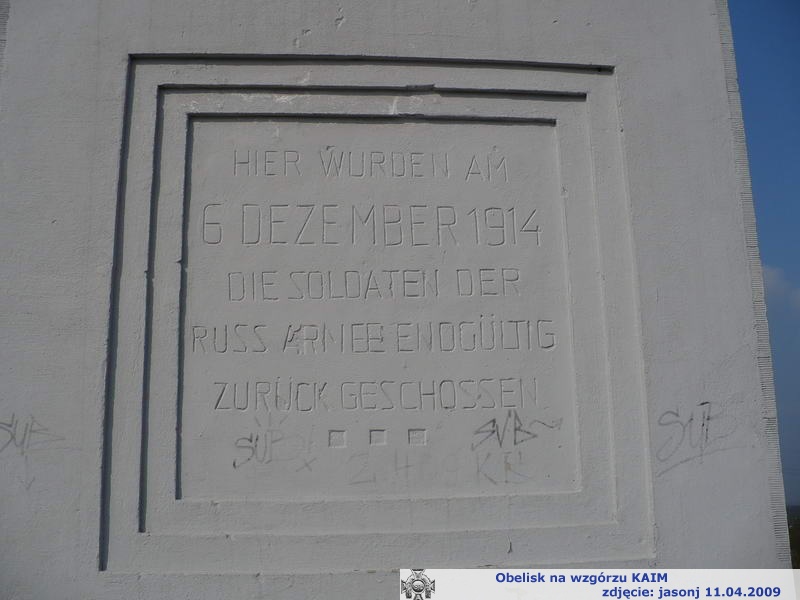 HIER WURDEN AM
6 DEZEMBER 1914
DIE SOLDATEN DER
RUSS ARMEE ENDGÜLTIG
ZURÜCK GESCHOSSEN
SUB
SUB
SVB
SUB
Obelisk na wzgórzu KAIM
zdjęcie: jasonj 11.04.2009